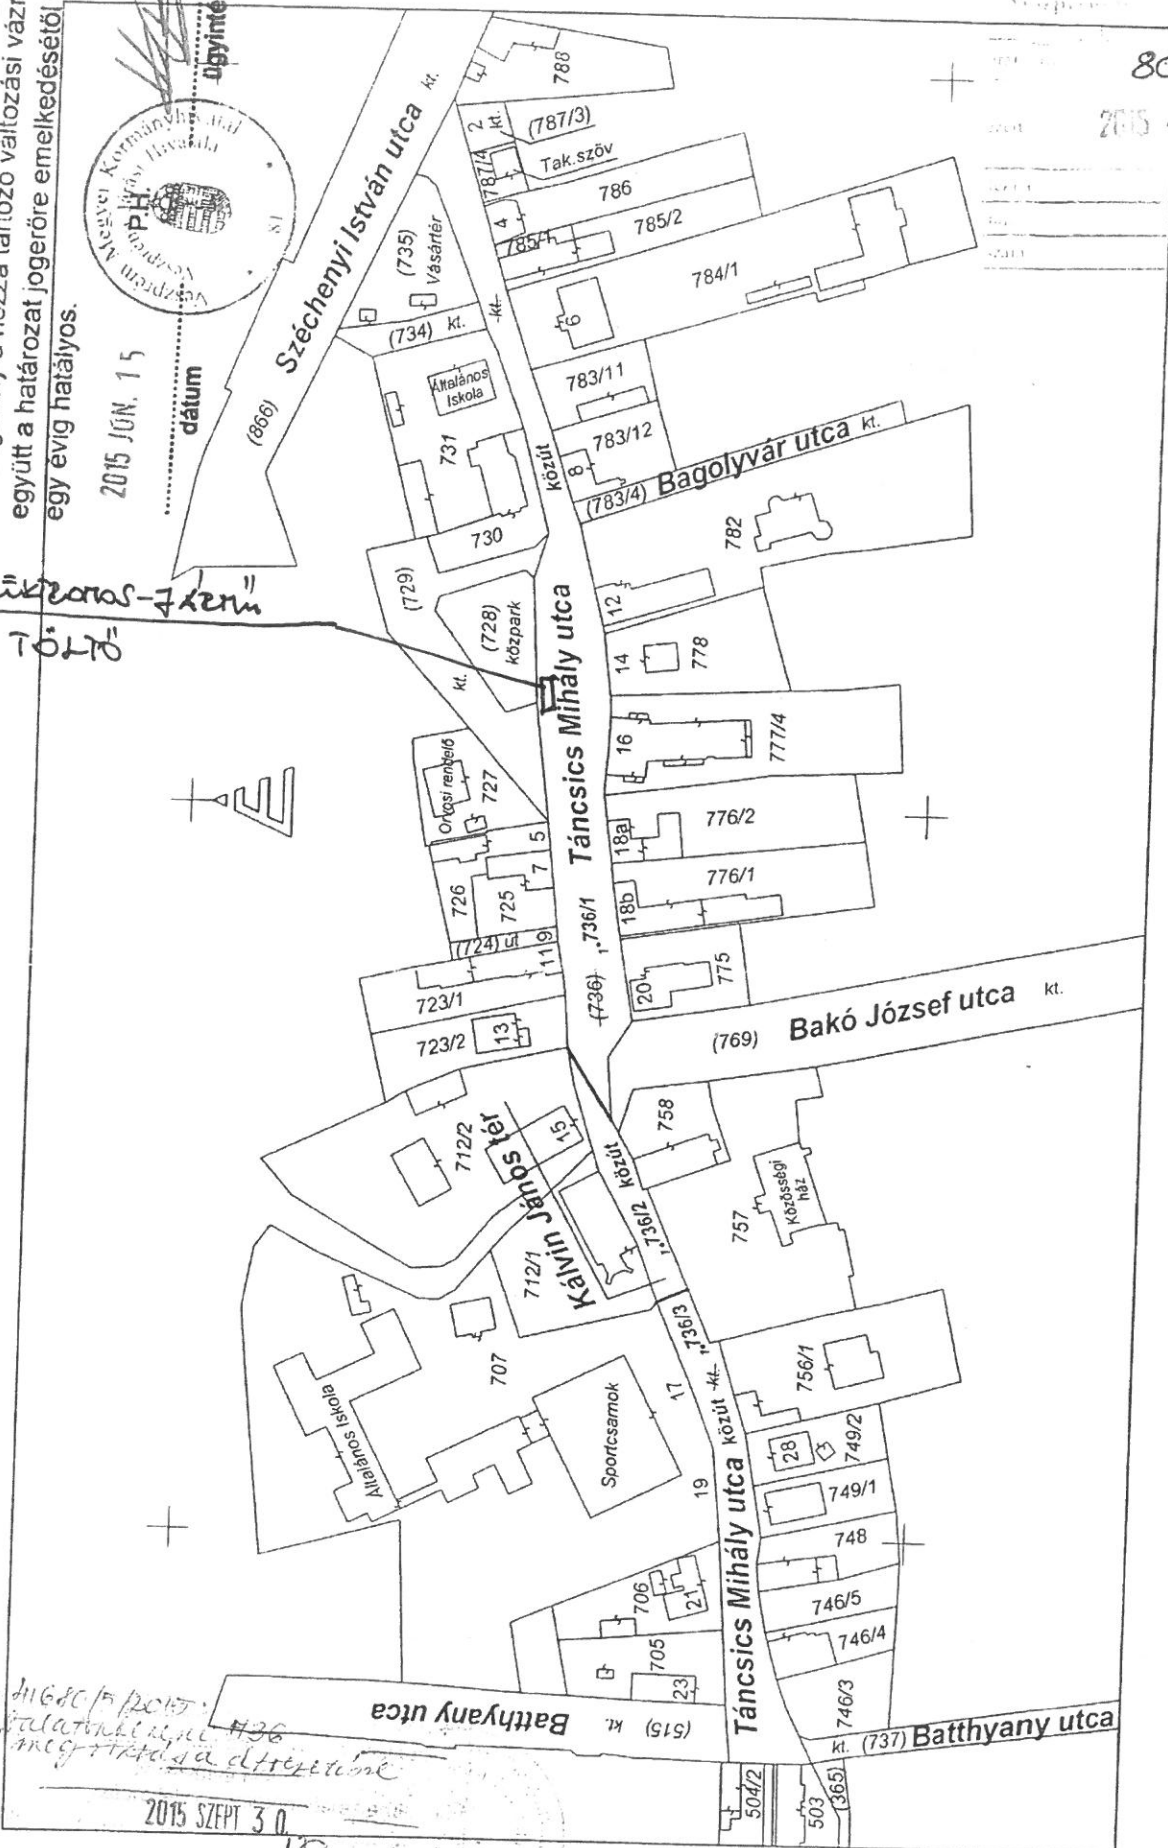 együtt a határozat jogerőre emelkedésétől
egy évig hatályos.
2015 JÚN. 15
dátum
P.H.
Veszprém Megyei Kormányhivatal
2015
788
2
kt.
(787/3)
787/4
Tak.szöv
4
786
785/1
785/2
784/1
6
783/11
783/12
8
(783/4) Bagolyvár utca kt.
782
12
14
778
16
777/4
18a
776/2
18b
776/1
20
775
(769) Bakó József utca kt.
758
757
Közösségi
ház
756/1
28
749/2
749/1
748
746/5
746/4
746/3
kt. (737) Batthyany utca
(365)
503
504/2
(866) Széchenyi István utca kt.
(735)
Vásártér
(734) kt.
kt.
Általános
Iskola
731
730
közút
(729)
kt.
(728)
közpark
TÖLTŐ
Táncsics Mihály utca
Orvosi rendelő
727
5
7
726
725
(724) út
9
11
(736)
736/1
723/1
723/2
13
712/2
15
Kálvin János tér
712/1
közút
736/2
736/3
707
Általános Iskola
Sportcsarnok
17
19
Táncsics Mihály utca közút kt.
706
21
705
23
Batthyany utca kt. (515)
2015 SZEPT 30.